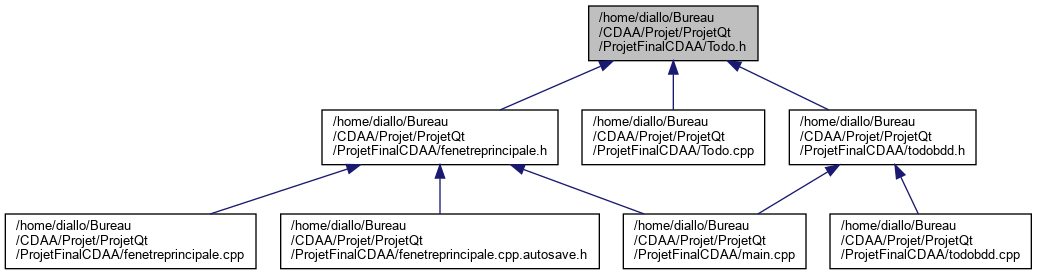 /home/diallo/Bureau
/CDAA/Projet/ProjetQt
/ProjetFinalCDAA/Todo.h
/home/diallo/Bureau
/CDAA/Projet/ProjetQt
/ProjetFinalCDAA/fenetreprincipale.h
/home/diallo/Bureau
/CDAA/Projet/ProjetQt
/ProjetFinalCDAA/Todo.cpp
/home/diallo/Bureau
/CDAA/Projet/ProjetQt
/ProjetFinalCDAA/todobdd.h
/home/diallo/Bureau
/CDAA/Projet/ProjetQt
/ProjetFinalCDAA/fenetreprincipale.cpp
/home/diallo/Bureau
/CDAA/Projet/ProjetQt
/ProjetFinalCDAA/fenetreprincipale.cpp.autosave.h
/home/diallo/Bureau
/CDAA/Projet/ProjetQt
/ProjetFinalCDAA/main.cpp
/home/diallo/Bureau
/CDAA/Projet/ProjetQt
/ProjetFinalCDAA/todobdd.cpp